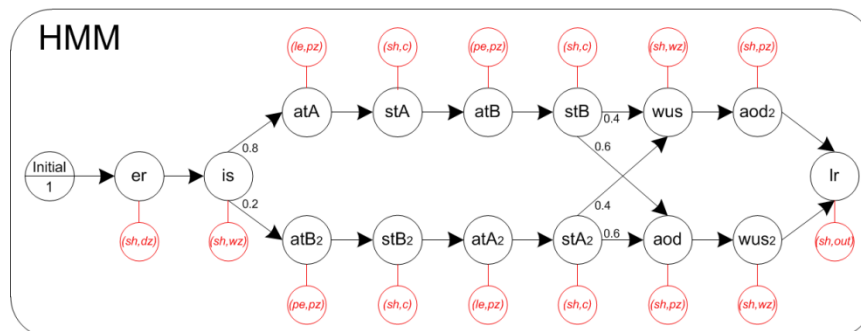 HMM
(le,pz) (sh,c) (pe,pz) (sh,c) (sh,wz) (sh,pz)
atA stA atB stB wus aod2
0.8 0.4
0.6
Initial
1
er is lr
0.2 0.4
0.6
(sh,dz) (sh,wz) (sh,out)
atB2 stB2 atA2 stA2 aod wus2
(pe,pz) (sh,c) (le,pz) (sh,c) (sh,pz) (sh,wz)